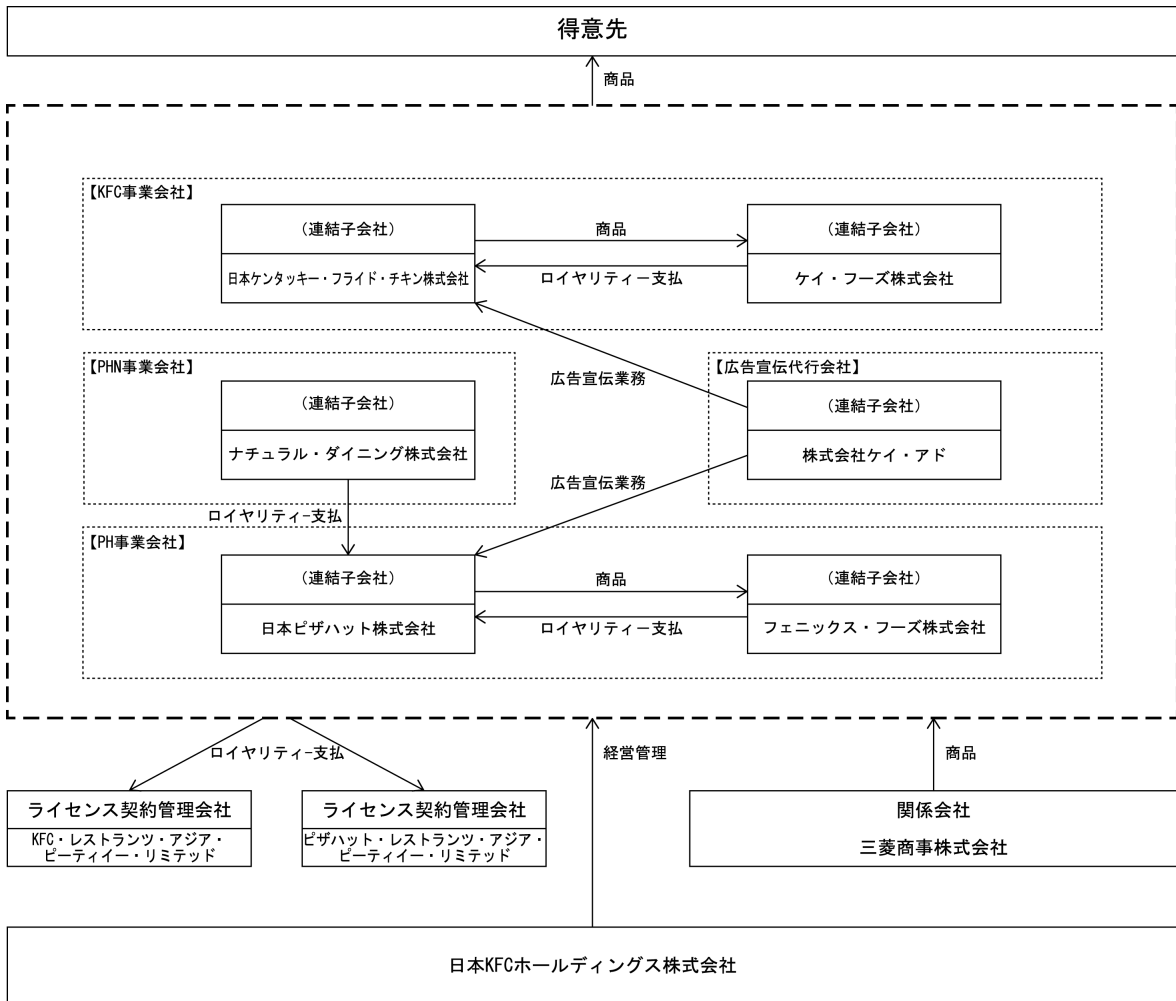 得意先
商品
【KFC事業会社】
（連結子会社）
日本ケンタッキー・フライド・チキン株式会社
商品
ロイヤリティー支払
（連結子会社）
ケイ・フーズ株式会社
【PHN事業会社】
（連結子会社）
ナチュラル・ダイニング株式会社
広告宣伝業務
【広告宣伝代行会社】
（連結子会社）
株式会社ケイ・アド
広告宣伝業務
ロイヤリティー支払
【PH事業会社】
（連結子会社）
日本ピザハット株式会社
商品
ロイヤリティー支払
（連結子会社）
フェニックス・フーズ株式会社
ロイヤリティー支払
経営管理
商品
ライセンス契約管理会社
KFC・レストランツ・アジア・
ピーティイー・リミテッド
ライセンス契約管理会社
ピザハット・レストランツ・アジア・
ピーティイー・リミテッド
関係会社
三菱商事株式会社
日本KFCホールディングス株式会社